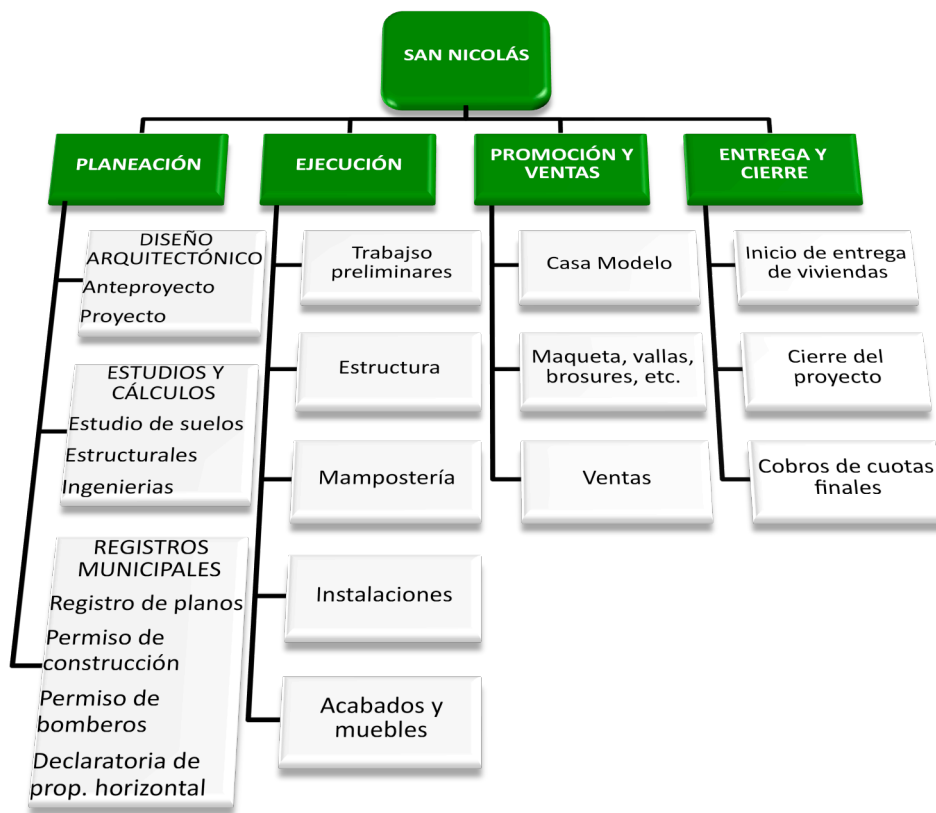 SAN NICOLÁS
PLANEACIÓN
DISEÑO
ARQUITECTÓNICO
Anteproyecto
Proyecto
ESTUDIOS Y
CÁLCULOS
Estudio de suelos
Estructurales
Ingenierias
REGISTROS
MUNICIPALES
Registro de planos
Permiso de
construcción
Permiso de
bomberos
Declaratoria de
prop. horizontal
EJECUCIÓN
Trabajso
preliminares
Estructura
Mampostería
Instalaciones
Acabados y
muebles
PROMOCIÓN Y
VENTAS
Casa Modelo
Maqueta, vallas,
brosures, etc.
Ventas
ENTREGA Y
CIERRE
Inicio de entrega
de viviendas
Cierre del
proyecto
Cobros de cuotas
finales